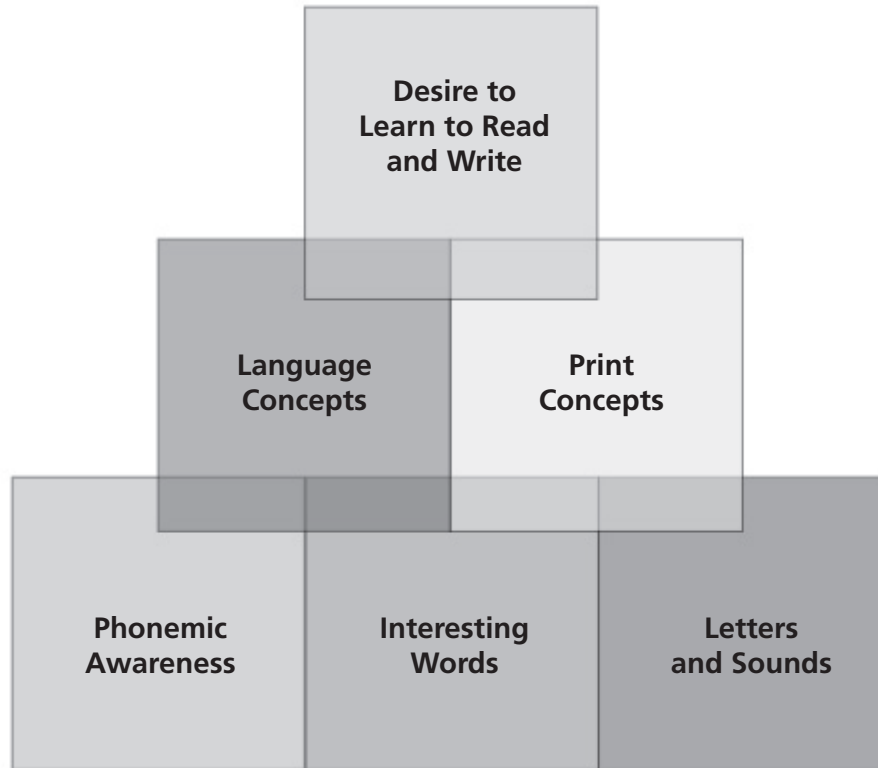 Desire to
Learn to Read
and Write
Language
Concepts
Print
Concepts
Phonemic
Awareness
Interesting
Words
Letters
and Sounds